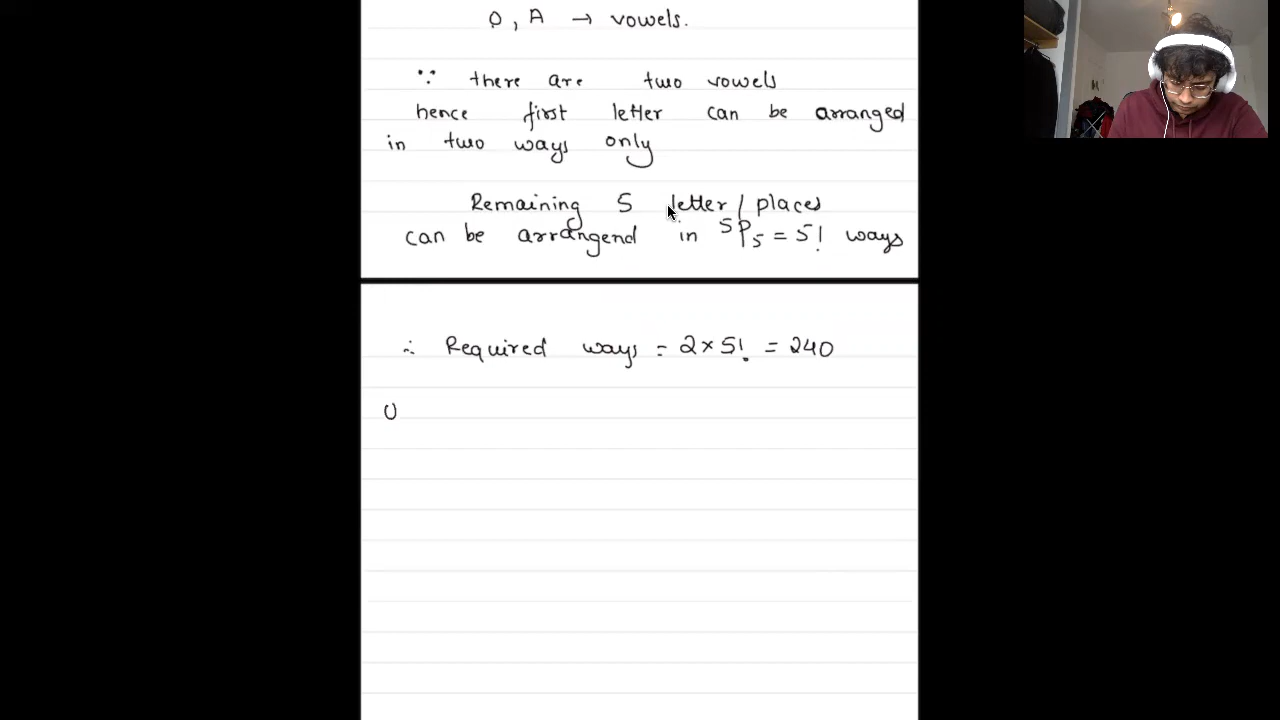 O, A → vowels.
∵ there are two vowels
hence first letter can be arranged
in two ways only
Remaining 5 letter / places
can be arrangend in ⁵P₅ = 5! ways
∴ Required ways = 2 × 5! = 240
U